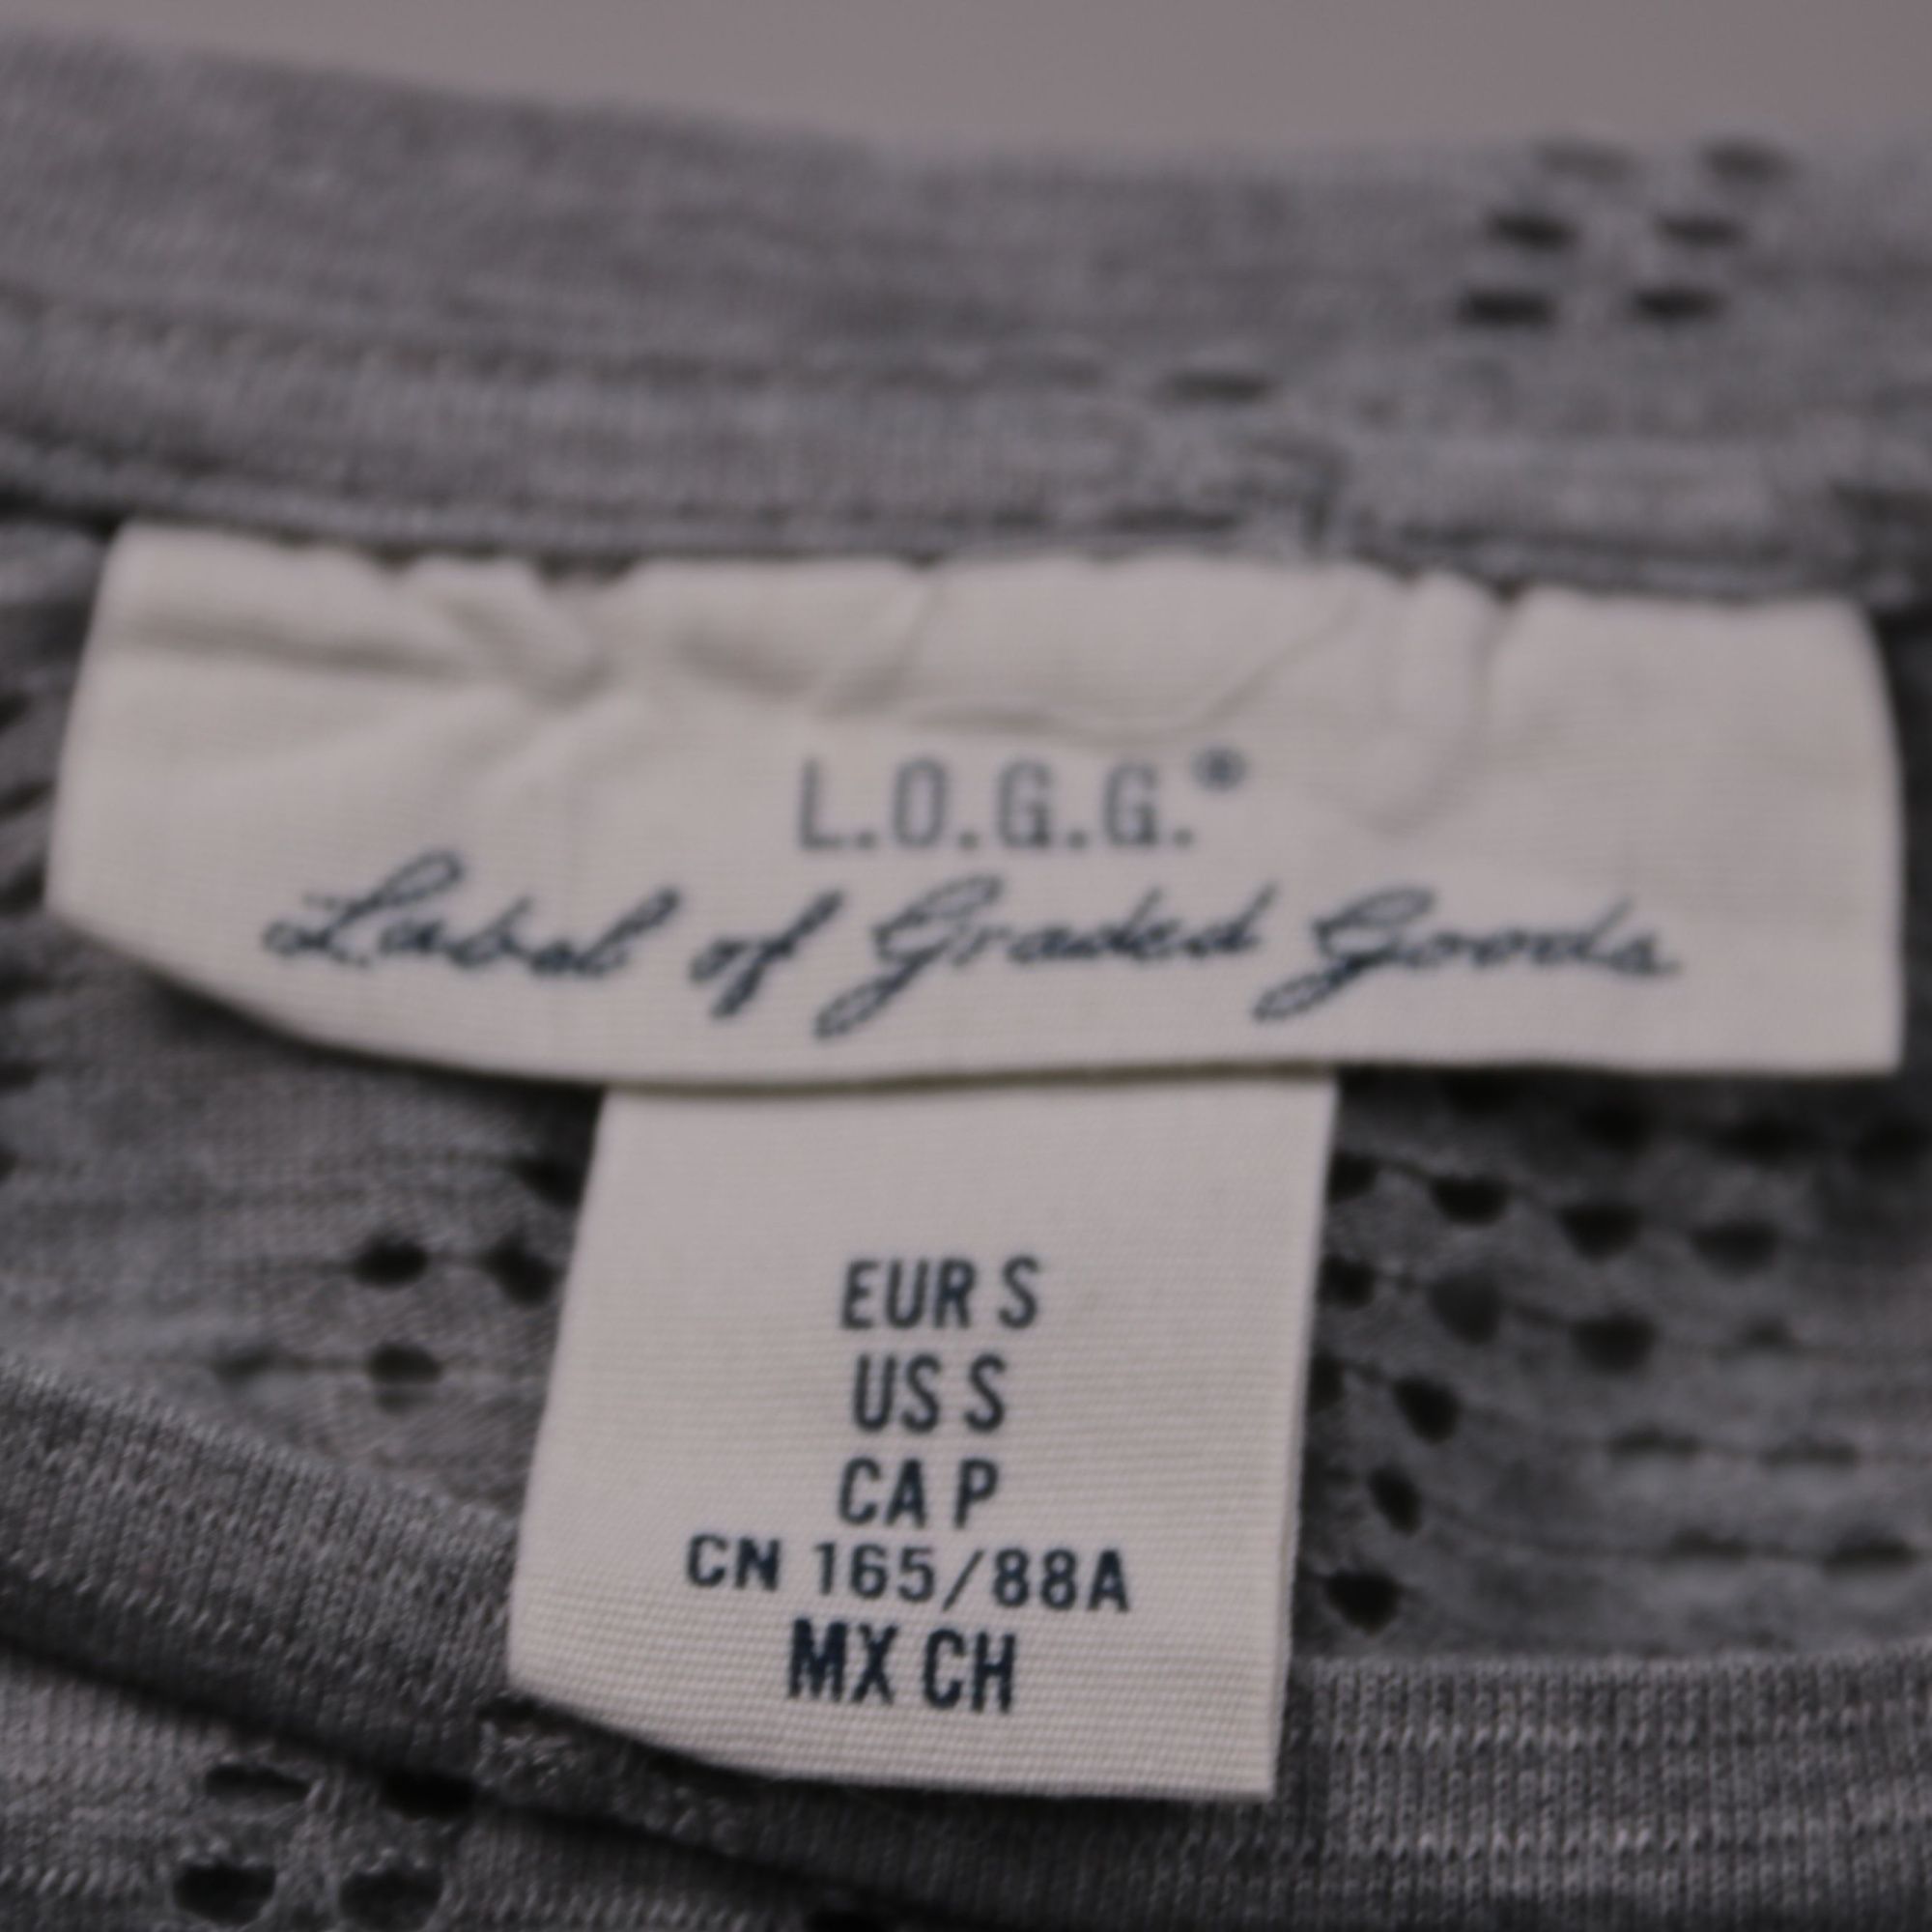 L.O.G.G.®
Label of Graded Goods
EUR S
US S
CA P
CN 165/88A
MX CH